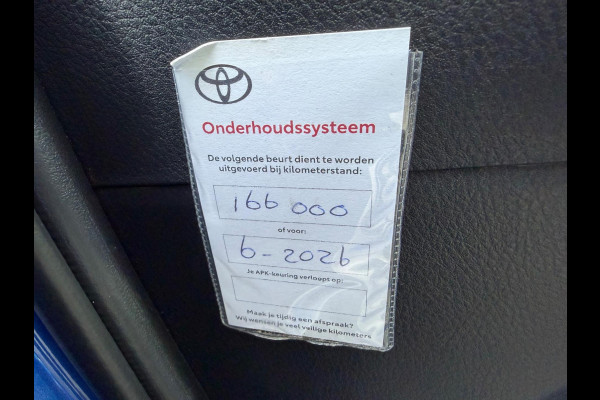 Onderhoudssysteem
De volgende beurt dient te worden
uitgevoerd bij kilometerstand:
166 000
of voor:
6-2026
Je APK-keuring verloopt op:
Maak je tijdig een afspraak?
Wij wensen je veel veilige kilometers